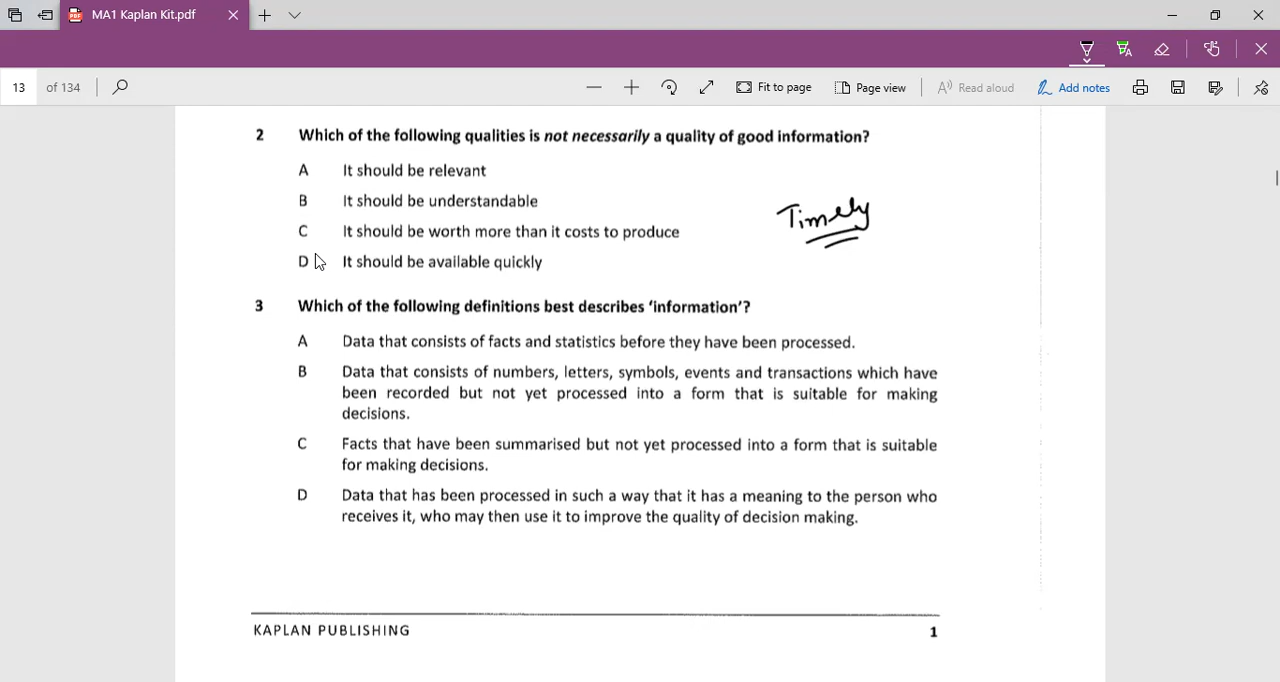 MA1 Kaplan Kit.pdf
13 of 134
Fit to page
Page view
Read aloud
Add notes
2 Which of the following qualities is not necessarily a quality of good information?
A It should be relevant
B It should be understandable
C It should be worth more than it costs to produce
D It should be available quickly
Timely
3 Which of the following definitions best describes ‘information’?
A Data that consists of facts and statistics before they have been processed.
B Data that consists of numbers, letters, symbols, events and transactions which have
been recorded but not yet processed into a form that is suitable for making
decisions.
C Facts that have been summarised but not yet processed into a form that is suitable
for making decisions.
D Data that has been processed in such a way that it has a meaning to the person who
receives it, who may then use it to improve the quality of decision making.
KAPLAN PUBLISHING 1